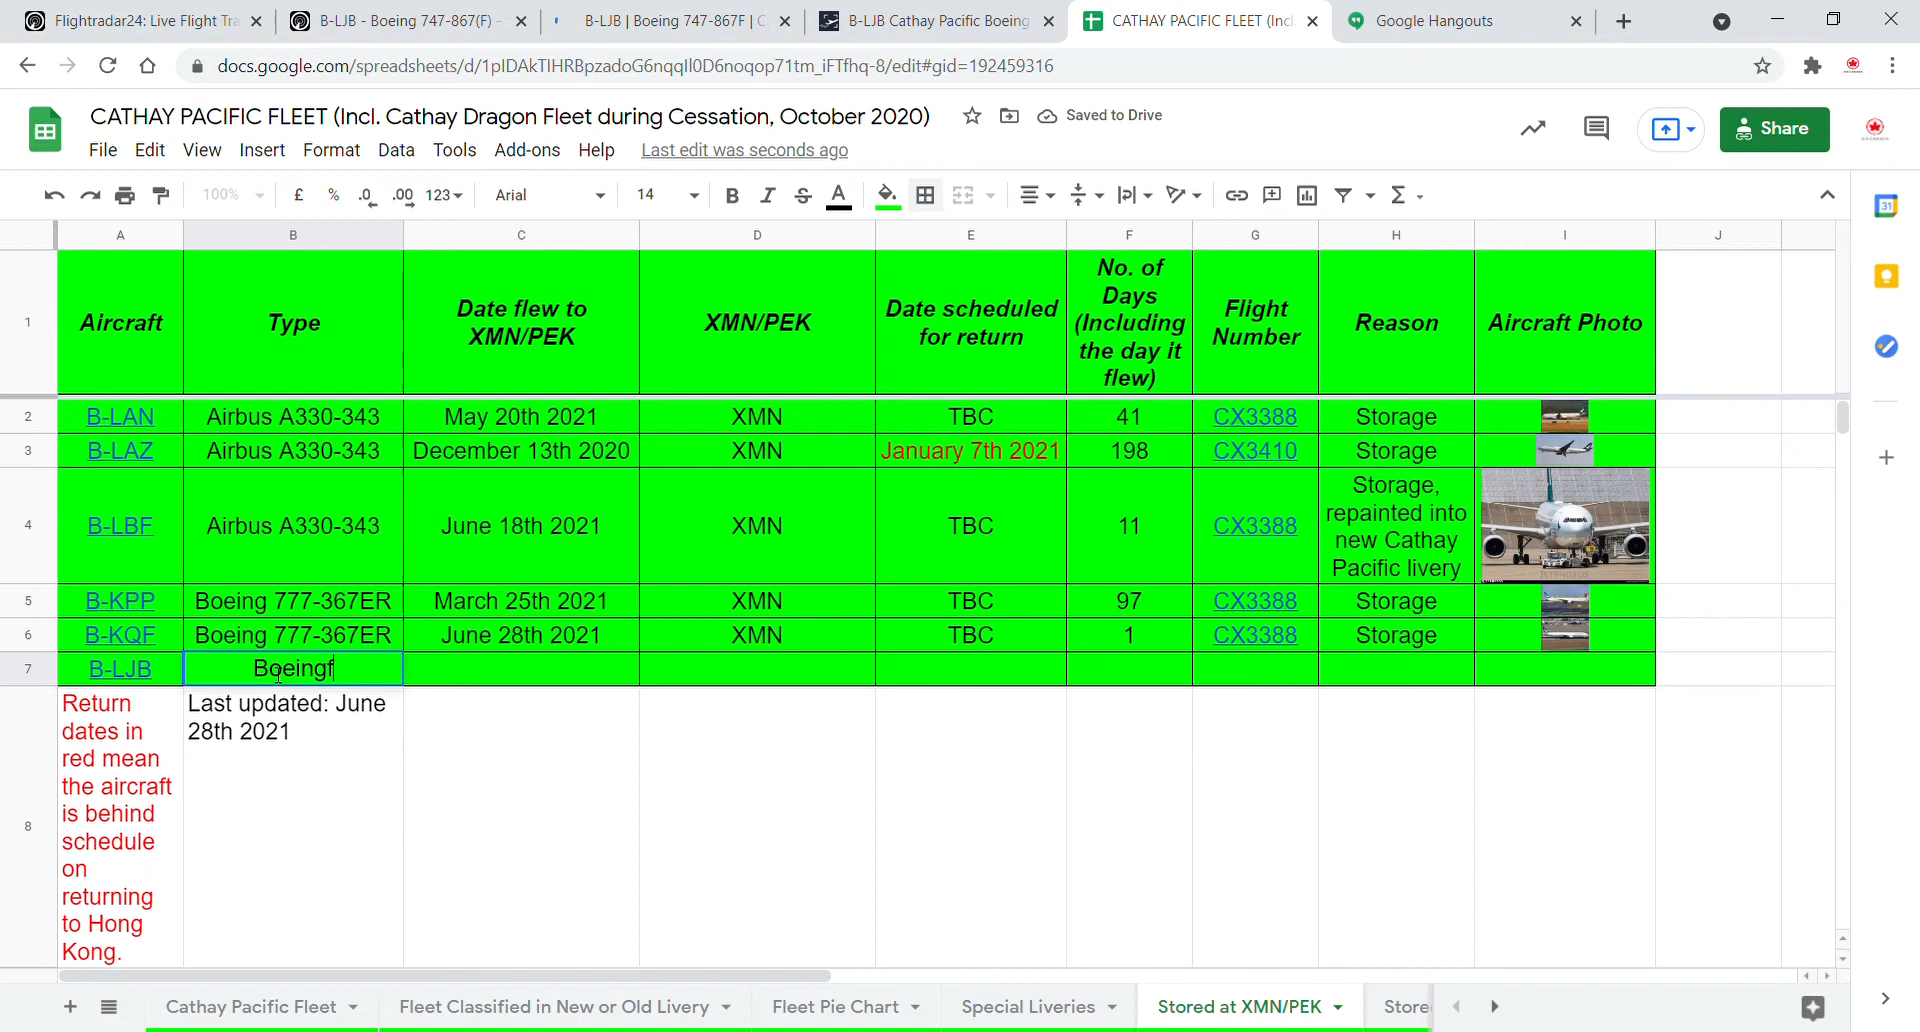 Flightradar24: Live Flight Tra
B-LJB - Boeing 747-867(F) -
B-LJB | Boeing 747-867F | C
B-LJB Cathay Pacific Boeing
CATHAY PACIFIC FLEET (Incl.
Google Hangouts
docs.google.com/spreadsheets/d/1pIDAkTIHRBpzadoG6nqqIl0D6noqop71tm_iFTfhq-8/edit#gid=192459316
CATHAY PACIFIC FLEET (Incl. Cathay Dragon Fleet during Cessation, October 2020)
Saved to Drive
Share
File Edit View Insert Format Data Tools Add-ons Help Last edit was seconds ago
100% £ % .0 .00 123 Arial 14 B I S A
31
A B C D E F G H I J
1
Aircraft
Type
Date flew to
XMN/PEK
XMN/PEK
Date scheduled
for return
No. of
Days
(Including
the day it
flew)
Flight
Number
Reason
Aircraft Photo
2 B-LAN Airbus A330-343 May 20th 2021 XMN TBC 41 CX3388 Storage
3 B-LAZ Airbus A330-343 December 13th 2020 XMN January 7th 2021 198 CX3410 Storage
4 B-LBF Airbus A330-343 June 18th 2021 XMN TBC 11 CX3388
Storage,
repainted into
new Cathay
Pacific livery
5 B-KPP Boeing 777-367ER March 25th 2021 XMN TBC 97 CX3388 Storage
6 B-KQF Boeing 777-367ER June 28th 2021 XMN TBC 1 CX3388 Storage
7 B-LJB Boeingf
8
Return
dates in
red mean
the aircraft
is behind
schedule
on
returning
to Hong
Kong.
Last updated: June
28th 2021
Cathay Pacific Fleet
Fleet Classified in New or Old Livery
Fleet Pie Chart
Special Liveries
Stored at XMN/PEK
Store